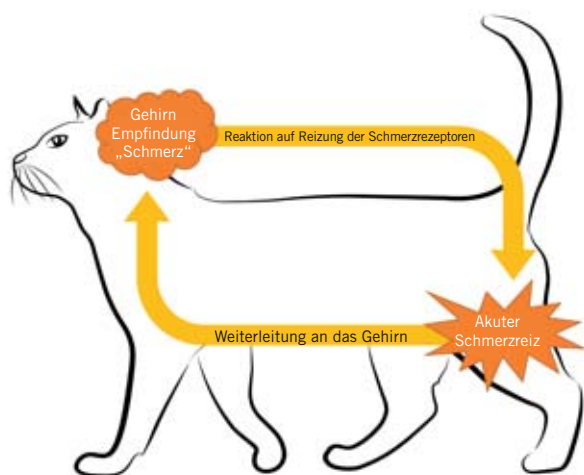 Gehirn
Empfindung
„Schmerz“
Reaktion auf Reizung der Schmerzrezeptoren
Akuter
Schmerzreiz
Weiterleitung an das Gehirn